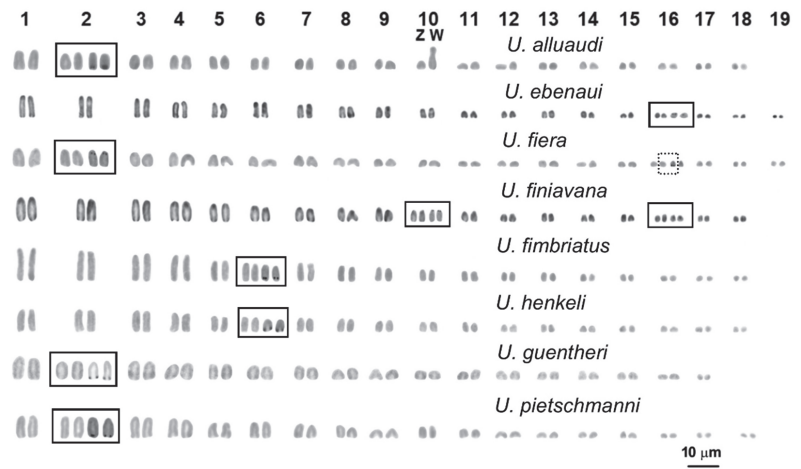 1 2 3 4 5 6 7 8 9 10 11 12 13 14 15 16 17 18 19
Z W
U. alluaudi
U. ebenaui
U. fiera
U. finiavana
U. fimbriatus
U. henkeli
U. guentheri
U. pietschmanni
10 µm